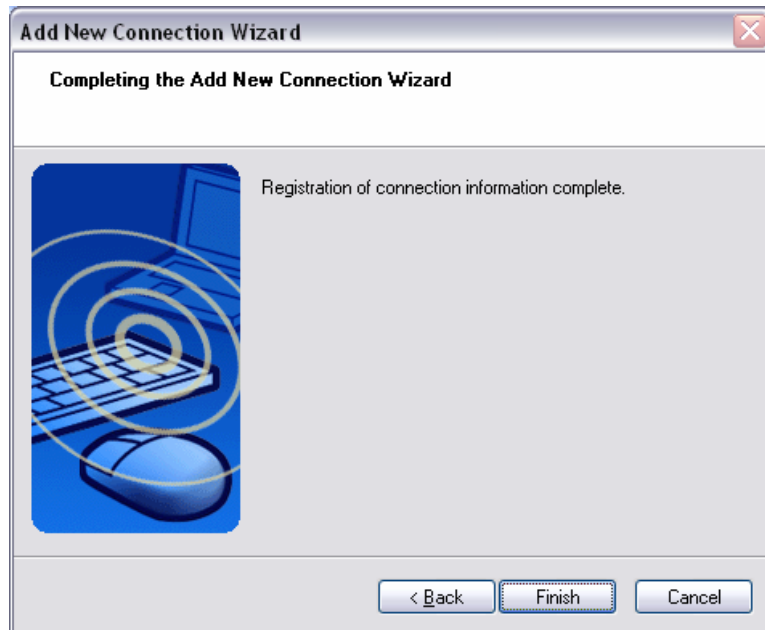 Add New Connection Wizard
Completing the Add New Connection Wizard
Registration of connection information complete.
< Back
Finish
Cancel